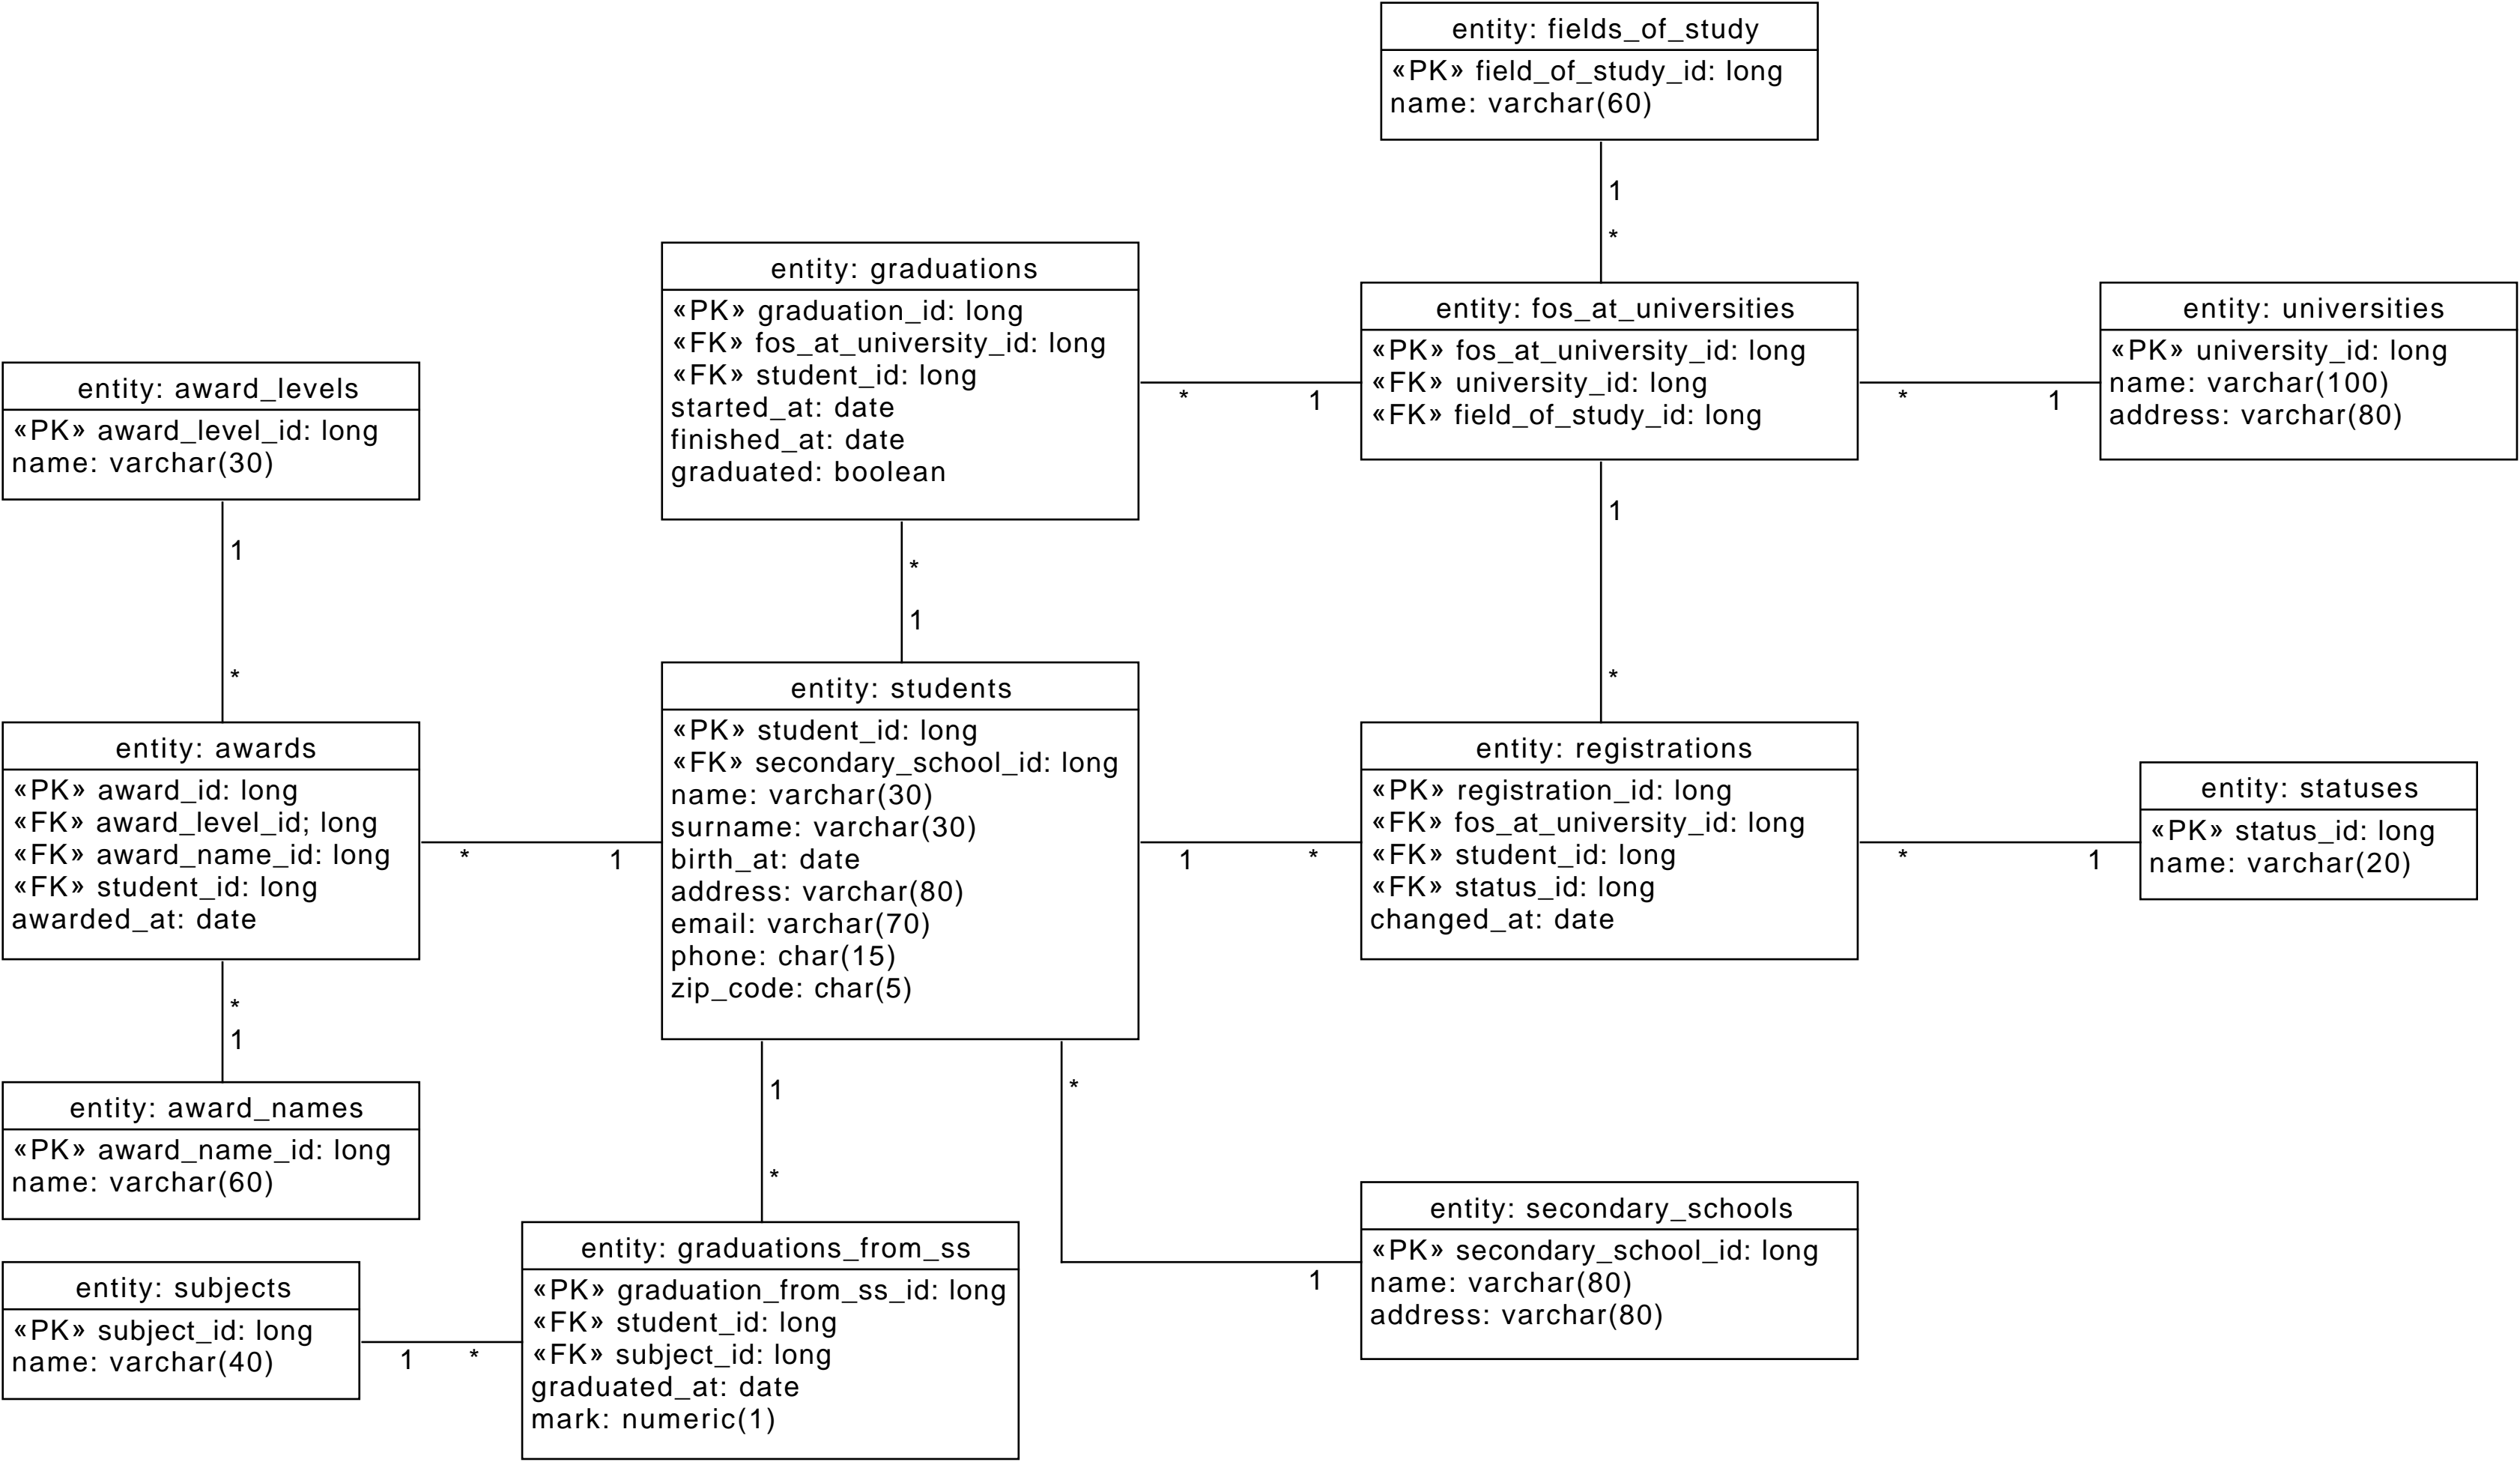 entity: fields_of_study
«PK» field_of_study_id: long
name: varchar(60)
1
*
entity: graduations
«PK» graduation_id: long
«FK» fos_at_university_id: long
«FK» student_id: long
started_at: date
finished_at: date
graduated: boolean
*
1
entity: fos_at_universities
«PK» fos_at_university_id: long
«FK» university_id: long
«FK» field_of_study_id: long
*
1
entity: universities
«PK» university_id: long
name: varchar(100)
address: varchar(80)
entity: award_levels
«PK» award_level_id: long
name: varchar(30)
1
*
*
1
1
*
entity: awards
«PK» award_id: long
«FK» award_level_id; long
«FK» award_name_id: long
«FK» student_id: long
awarded_at: date
*
1
entity: students
«PK» student_id: long
«FK» secondary_school_id: long
name: varchar(30)
surname: varchar(30)
birth_at: date
address: varchar(80)
email: varchar(70)
phone: char(15)
zip_code: char(5)
1
*
entity: registrations
«PK» registration_id: long
«FK» fos_at_university_id: long
«FK» student_id: long
«FK» status_id: long
changed_at: date
*
1
entity: statuses
«PK» status_id: long
name: varchar(20)
*
1
entity: award_names
«PK» award_name_id: long
name: varchar(60)
1
*
*
1
entity: secondary_schools
«PK» secondary_school_id: long
name: varchar(80)
address: varchar(80)
entity: subjects
«PK» subject_id: long
name: varchar(40)
1
*
entity: graduations_from_ss
«PK» graduation_from_ss_id: long
«FK» student_id: long
«FK» subject_id: long
graduated_at: date
mark: numeric(1)